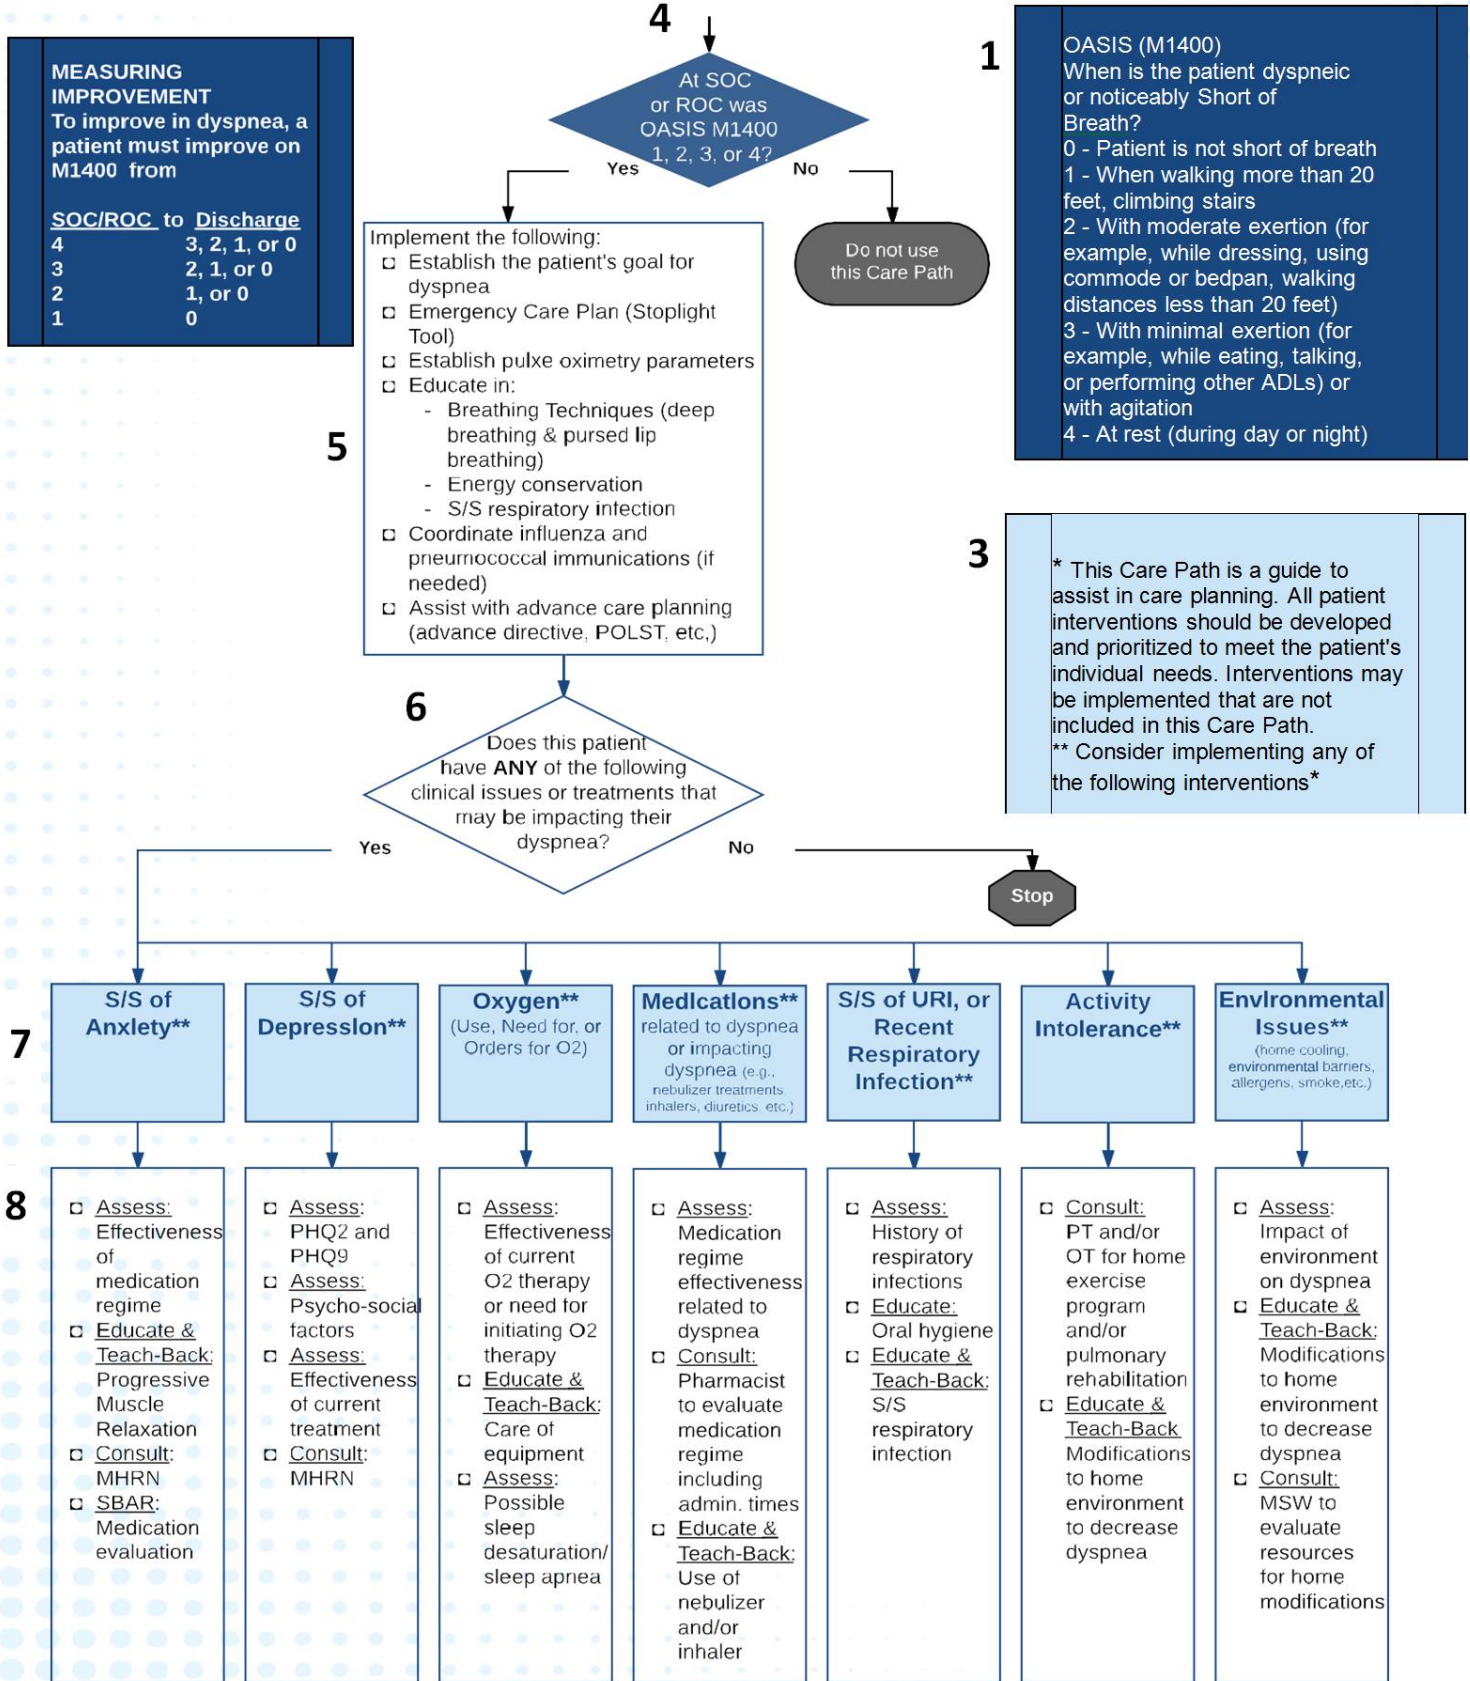 4
MEASURING
IMPROVEMENT
To improve in dyspnea, a
patient must improve on
M1400 from
SOC/ROC to Discharge
4 3, 2, 1, or 0
3 2, 1, or 0
2 1, or 0
1 0
At SOC
or ROC was
OASIS M1400
1, 2, 3, or 4?
Yes
No
Do not use
this Care Path
1
OASIS (M1400)
When is the patient dyspneic
or noticeably Short of
Breath?
0 - Patient is not short of breath
1 - When walking more than 20
feet, climbing stairs
2 - With moderate exertion (for
example, while dressing, using
commode or bedpan, walking
distances less than 20 feet)
3 - With minimal exertion (for
example, while eating, talking,
or performing other ADLs) or
with agitation
4 - At rest (during day or night)
5
Implement the following:
Establish the patient's goal for
dyspnea
Emergency Care Plan (Stoplight
Tool)
Establish pulxe oximetry parameters
Educate in:
- Breathing Techniques (deep
breathing & pursed lip
breathing)
- Energy conservation
- S/S respiratory infection
Coordinate influenza and
pneumococcal immunications (if
needed)
Assist with advance care planning
(advance directive, POLST, etc,)
3
* This Care Path is a guide to
assist in care planning. All patient
interventions should be developed
and prioritized to meet the patient's
individual needs. Interventions may
be implemented that are not
included in this Care Path.
** Consider implementing any of
the following interventions*
6
Does this patient
have ANY of the following
clinical issues or treatments that
may be impacting their
dyspnea?
Yes
No
Stop
7
S/S of
Anxiety**
S/S of
Depression**
Oxygen**
(Use, Need for, or
Orders for O2)
Medications**
related to dyspnea
or impacting
dyspnea (e.g.,
nebulizer treatments
inhalers, diuretics etc.)
S/S of URI, or
Recent
Respiratory
Infection**
Activity
Intolerance**
Environmental
Issues**
(home cooling,
environmental barriers,
allergens, smoke,etc.)
8
Assess:
Effectiveness
of
medication
regime
Educate &
Teach-Back:
Progressive
Muscle
Relaxation
Consult:
MHRN
SBAR:
Medication
evaluation
Assess:
PHQ2 and
PHQ9
Assess:
Psycho-social
factors
Assess:
Effectiveness
of current
treatment
Consult:
MHRN
Assess:
Effectiveness
of current
O2 therapy
or need for
initiating O2
therapy
Educate &
Teach-Back:
Care of
equipment
Assess:
Possible
sleep
desaturation/
sleep apnea
Assess:
Medication
regime
effectiveness
related to
dyspnea
Consult:
Pharmacist
to evaluate
medication
regime
including
admin. times
Educate &
Teach-Back:
Use of
nebulizer
and/or
inhaler
Assess:
History of
respiratory
infections
Educate:
Oral hygiene
Educate &
Teach-Back:
S/S
respiratory
infection
Consult:
PT and/or
OT for home
exercise
program
and/or
pulmonary
rehabilitation
Educate &
Teach-Back
Modifications
to home
environment
to decrease
dyspnea
Assess:
Impact of
environment
on dyspnea
Educate &
Teach-Back:
Modifications
to home
environment
to decrease
dyspnea
Consult:
MSW to
evaluate
resources
for home
modifications